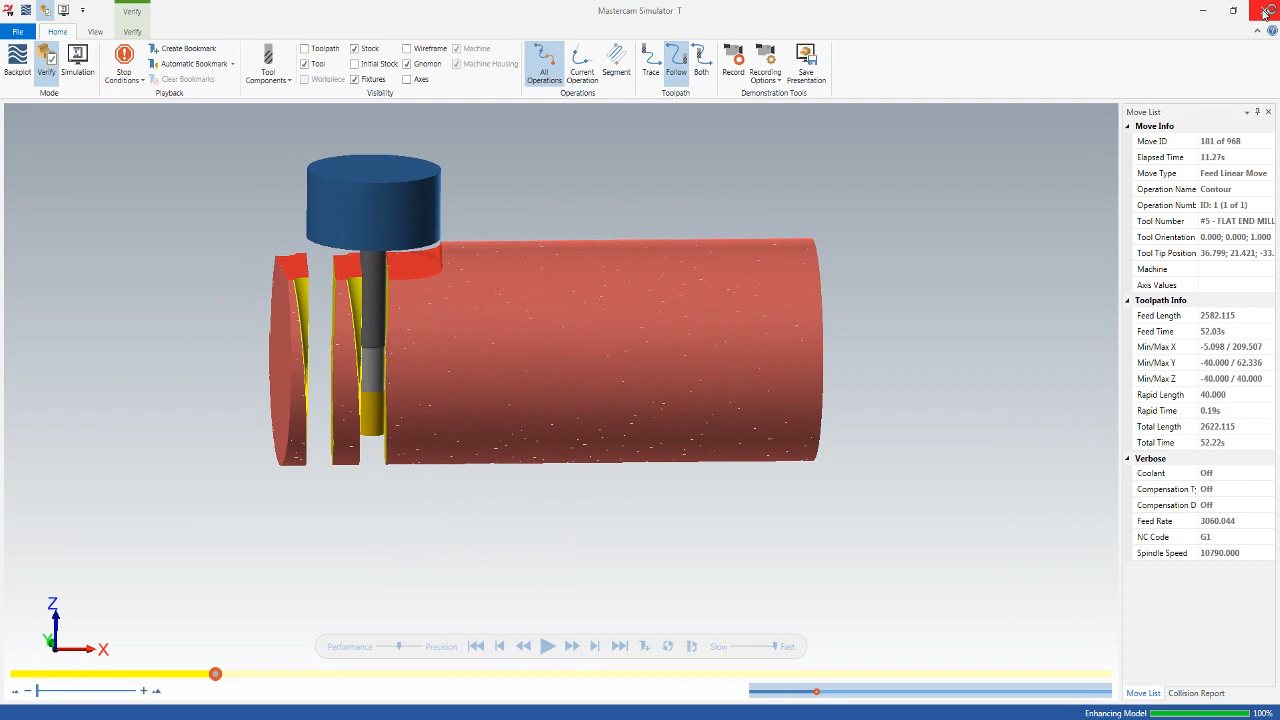 Verify
Mastercam Simulator T
File
Home
View
Verify
Backplot
Verify
Simulation
Mode
Stop Conditions
Create Bookmark
Automatic Bookmark
Clear Bookmarks
Playback
Tool Components
Toolpath
Stock
Wireframe
Machine
Tool
Initial Stock
Gnomon
Machine Housing
Workpiece
Fixtures
Axes
Visibility
All Operations
Current Operation
Segment
Operations
Trace
Follow
Both
Toolpath
Record
Recording Options
Save Presentation
Demonstration Tools
Move List
Move Info
Move ID 181 of 968
Elapsed Time 11.27s
Move Type Feed Linear Move
Operation Name Contour
Operation Numb ID: 1 (1 of 1)
Tool Number #5 - FLAT END MILL
Tool Orientation 0.000; 0.000; 1.000
Tool Tip Position 36.799; 21.421; -33.
Machine
Axis Values
Toolpath Info
Feed Length 2582.115
Feed Time 52.03s
Min/Max X -5.098 / 209.507
Min/Max Y -40.000 / 62.336
Min/Max Z -40.000 / 40.000
Rapid Length 40.000
Rapid Time 0.19s
Total Length 2622.115
Total Time 52.22s
Verbose
Coolant Off
Compensation Ty Off
Compensation D Off
Feed Rate 3060.044
NC Code G1
Spindle Speed 10790.000
Z
Y
X
Performance
Precision
Slow
Fast
Move List
Collision Report
Enhancing Model 100%